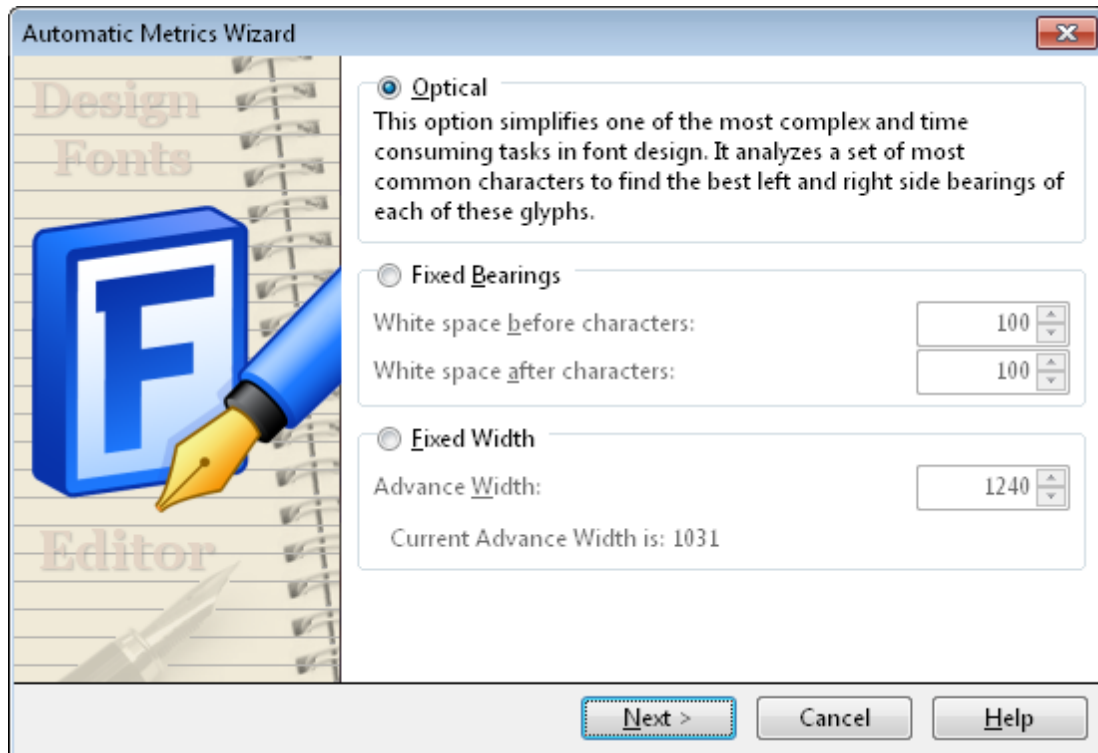 Automatic Metrics Wizard
Design
Fonts
F
Editor
Optical
This option simplifies one of the most complex and time
consuming tasks in font design. It analyzes a set of most
common characters to find the best left and right side bearings of
each of these glyphs.
Fixed Bearings
White space before characters: 100
White space after characters: 100
Fixed Width
Advance Width: 1240
Current Advance Width is: 1031
Next > Cancel Help